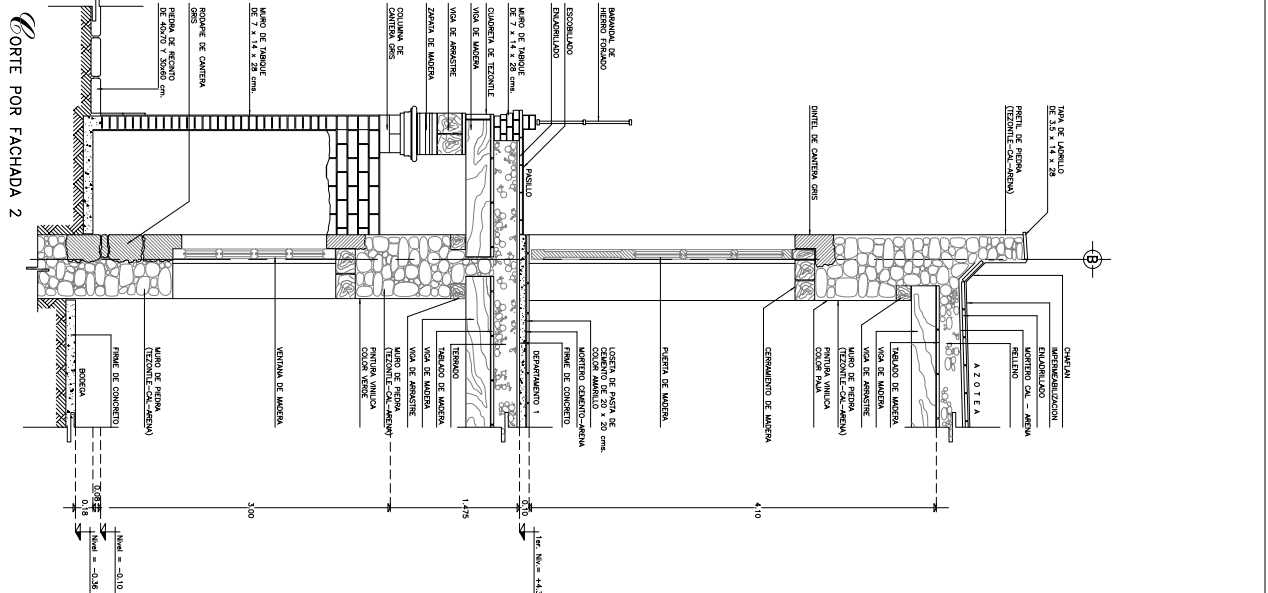 TAPA DE LADRILLO
DE 3.5 x 14 x 28
PRETIL DE PIEDRA
(TEZONTLE-CAL-ARENA)
DINTEL DE CANTERA GRIS
BARANDAL DE
HIERRO FORJADO
ESCOBILLADO
ENLADRILLADO
MURO DE TABIQUE
DE 7 x 14 x 28 cms.
CUADRETA DE TEZONTLE
VIGA DE MADERA
VIGA DE ARRASTRE
ZAPATA DE MADERA
COLUMNA DE
CANTERA GRIS
MURO DE TABIQUE
DE 7 x 14 x 28 cms.
RODAPIE DE CANTERA
GRIS
PIEDRA DE RECINTO
DE 40x70 Y 30x60 cm.
B
PASILLO
CHAFLAN
IMPERMEABILIZACION
ENLADRILLADO
MORTERO CAL - ARENA
RELLENO
AZOTEA
TABLADO DE MADERA
VIGA DE MADERA
VIGA DE ARRASTRE
MURO DE PIEDRA
(TEZONTLE-CAL-ARENA)
PINTURA VINILICA
COLOR PAJA
CERRAMIENTO DE MADERA
PUERTA DE MADERA
LOSETA DE PASTA DE
CEMENTO DE 20 x 20 cms.
COLOR AMARILLO
MORTERO CEMENTO-ARENA
FIRME DE CONCRETO
DEPARTAMENTO 1
TERRADO
TABLADO DE MADERA
VIGA DE MADERA
VIGA DE ARRASTRE
MURO DE PIEDRA
(TEZONTLE-CAL-ARENA)
PINTURA VINILICA
COLOR VERDE
VENTANA DE MADERA
MURO DE PIEDRA
(TEZONTLE-CAL-ARENA)
FIRME DE CONCRETO
BODEGA
4.10
0.10
1.475
3.00
0.08
0.18
1er. Niv.= +4.
Nivel = -0.10
Nivel = -0.36
CORTE POR FACHADA 2